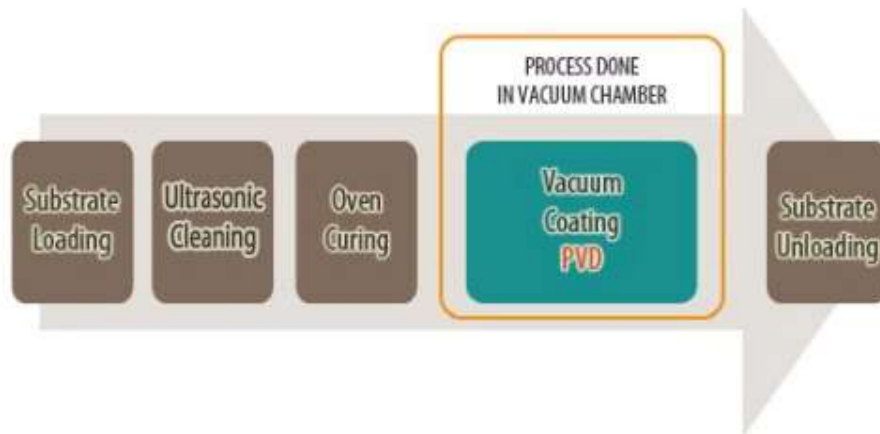 PROCESS DONE
IN VACUUM CHAMBER
Substrate
Loading
Ultrasonic
Cleaning
Oven
Curing
Vacuum
Coating
PVD
Substrate
Unloading